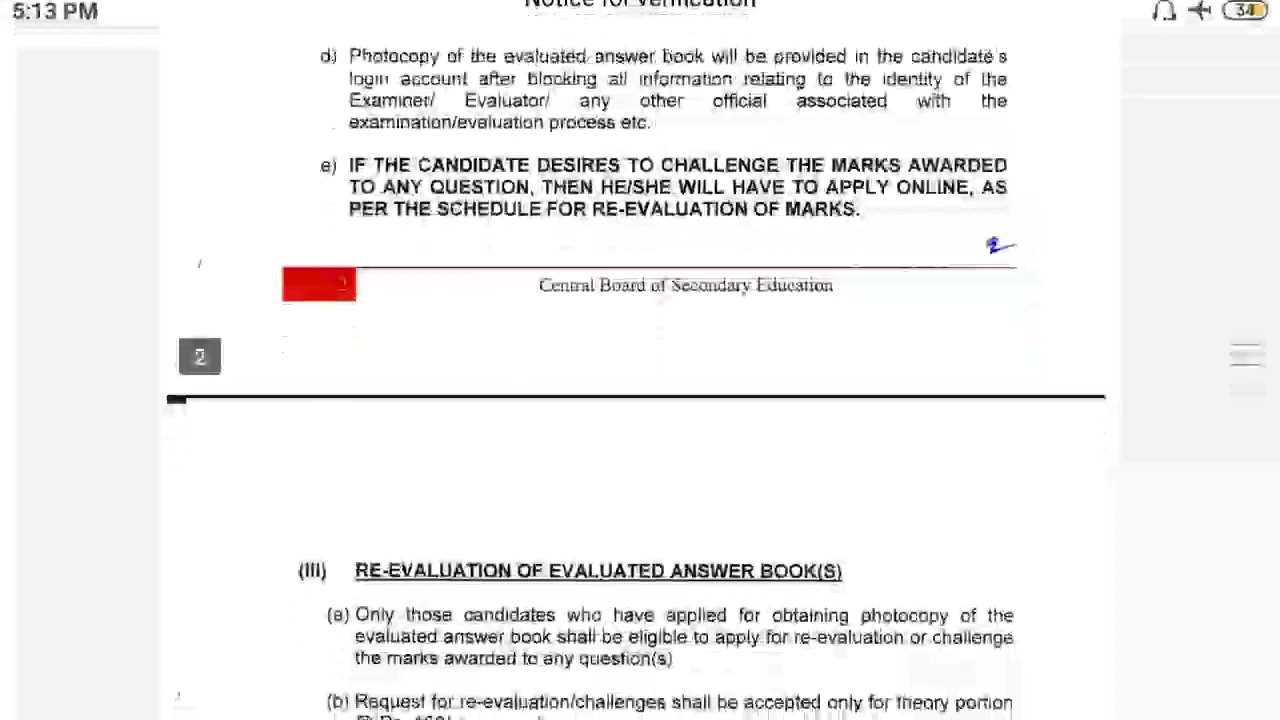 5:13 PM
34
Notice for Verification
d) Photocopy of the evaluated answer book will be provided in the candidate's
login account after blocking all information relating to the identity of the
Examiner/ Evaluator/ any other official associated with the
examination/evaluation process etc.
e) IF THE CANDIDATE DESIRES TO CHALLENGE THE MARKS AWARDED
TO ANY QUESTION, THEN HE/SHE WILL HAVE TO APPLY ONLINE, AS
PER THE SCHEDULE FOR RE-EVALUATION OF MARKS.
Central Board of Secondary Education
2
(III) RE-EVALUATION OF EVALUATED ANSWER BOOK(S)
(a) Only those candidates who have applied for obtaining photocopy of the
evaluated answer book shall be eligible to apply for re-evaluation or challenge
the marks awarded to any question(s)
(b) Request for re-evaluation/challenges shall be accepted only for theory portion